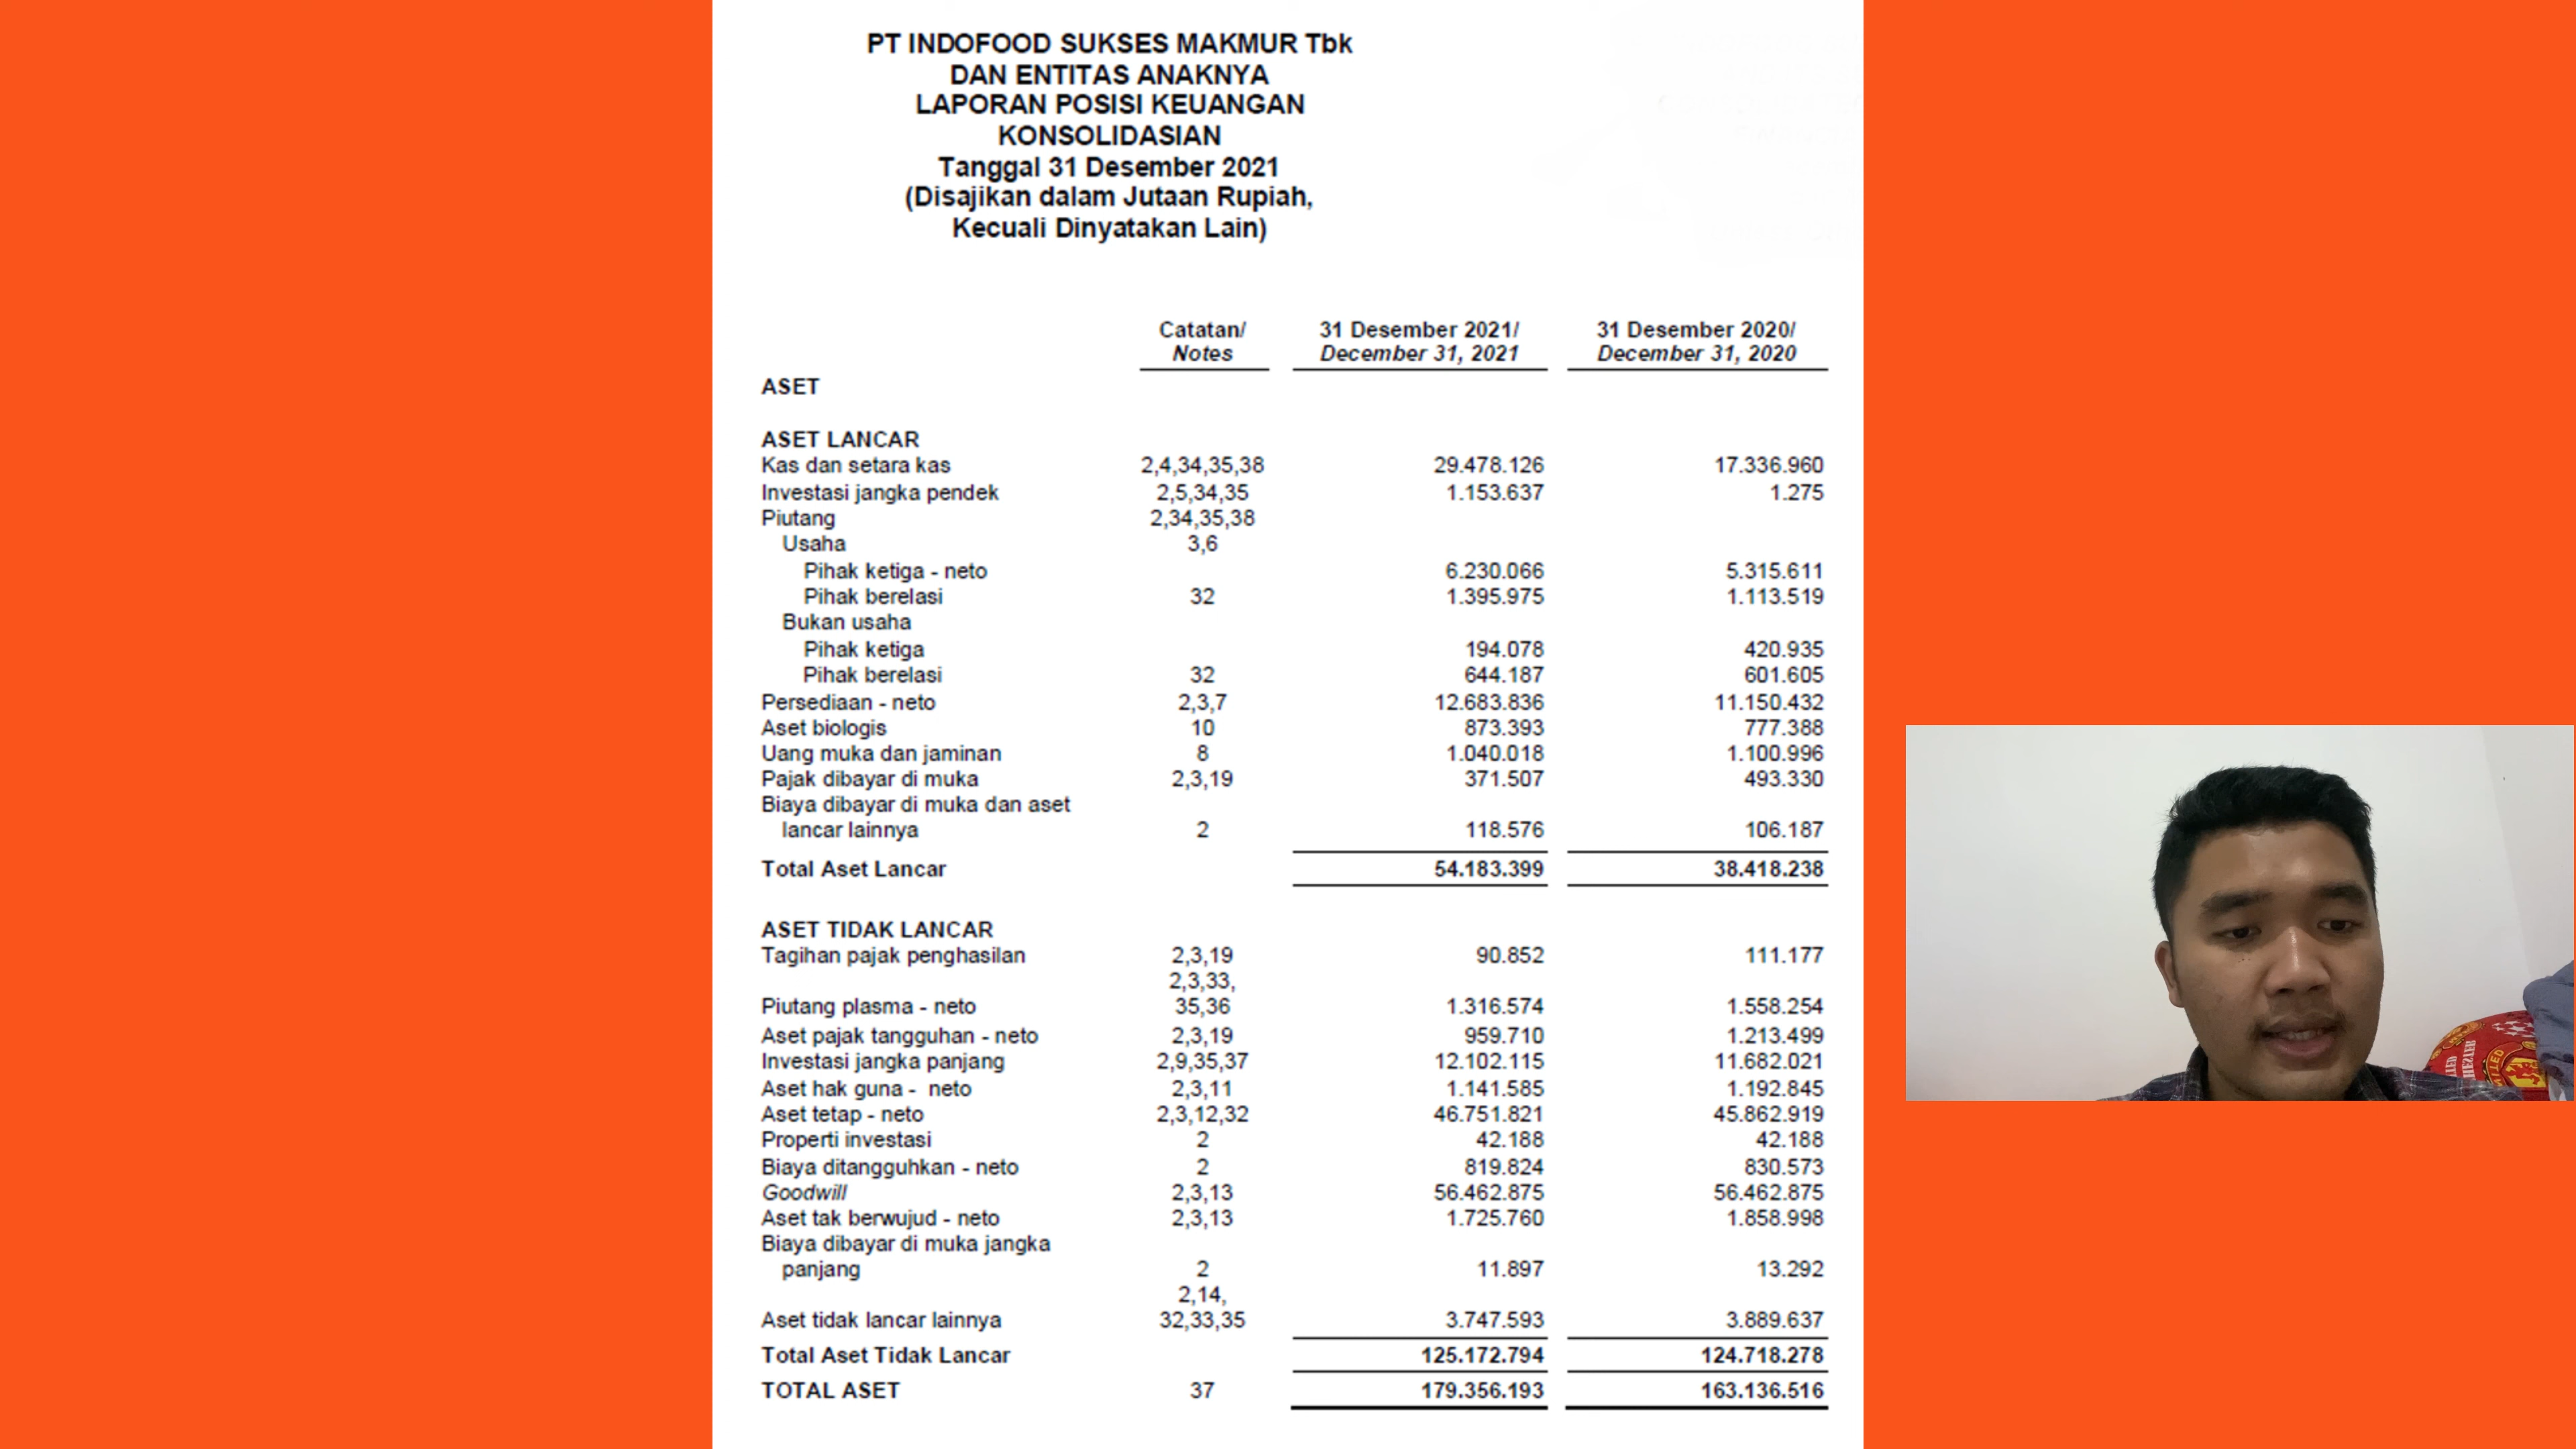 PT INDOFOOD SUKSES MAKMUR Tbk
DAN ENTITAS ANAKNYA
LAPORAN POSISI KEUANGAN
KONSOLIDASIAN
Tanggal 31 Desember 2021
(Disajikan dalam Jutaan Rupiah,
Kecuali Dinyatakan Lain)
Catatan/ 31 Desember 2021/ 31 Desember 2020/
Notes December 31, 2021 December 31, 2020
ASET
ASET LANCAR
Kas dan setara kas 2,4,34,35,38 29.478.126 17.336.960
Investasi jangka pendek 2,5,34,35 1.153.637 1.275
Piutang 2,34,35,38
Usaha 3,6
Pihak ketiga - neto 6.230.066 5.315.611
Pihak berelasi 32 1.395.975 1.113.519
Bukan usaha
Pihak ketiga 194.078 420.935
Pihak berelasi 32 644.187 601.605
Persediaan - neto 2,3,7 12.683.836 11.150.432
Aset biologis 10 873.393 777.388
Uang muka dan jaminan 8 1.040.018 1.100.996
Pajak dibayar di muka 2,3,19 371.507 493.330
Biaya dibayar di muka dan aset
lancar lainnya 2 118.576 106.187
Total Aset Lancar 54.183.399 38.418.238
ASET TIDAK LANCAR
Tagihan pajak penghasilan 2,3,19 90.852 111.177
2,3,33,
Piutang plasma - neto 35,36 1.316.574 1.558.254
Aset pajak tangguhan - neto 2,3,19 959.710 1.213.499
Investasi jangka panjang 2,9,35,37 12.102.115 11.682.021
Aset hak guna - neto 2,3,11 1.141.585 1.192.845
Aset tetap - neto 2,3,12,32 46.751.821 45.862.919
Properti investasi 2 42.188 42.188
Biaya ditangguhkan - neto 2 819.824 830.573
Goodwill 2,3,13 56.462.875 56.462.875
Aset tak berwujud - neto 2,3,13 1.725.760 1.858.998
Biaya dibayar di muka jangka
panjang 2 11.897 13.292
2,14,
Aset tidak lancar lainnya 32,33,35 3.747.593 3.889.637
Total Aset Tidak Lancar 125.172.794 124.718.278
TOTAL ASET 37 179.356.193 163.136.516